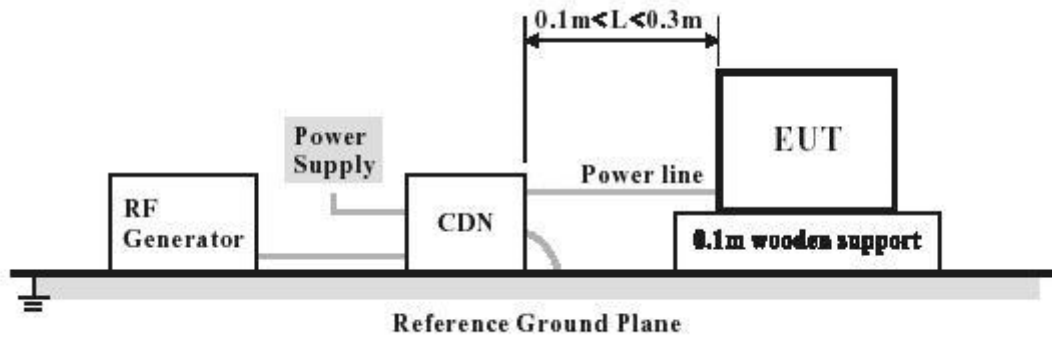 0.1m<L<0.3m
Power
Supply
EUT
Power line
RF
Generator
CDN
0.1m wooden support
Reference Ground Plane